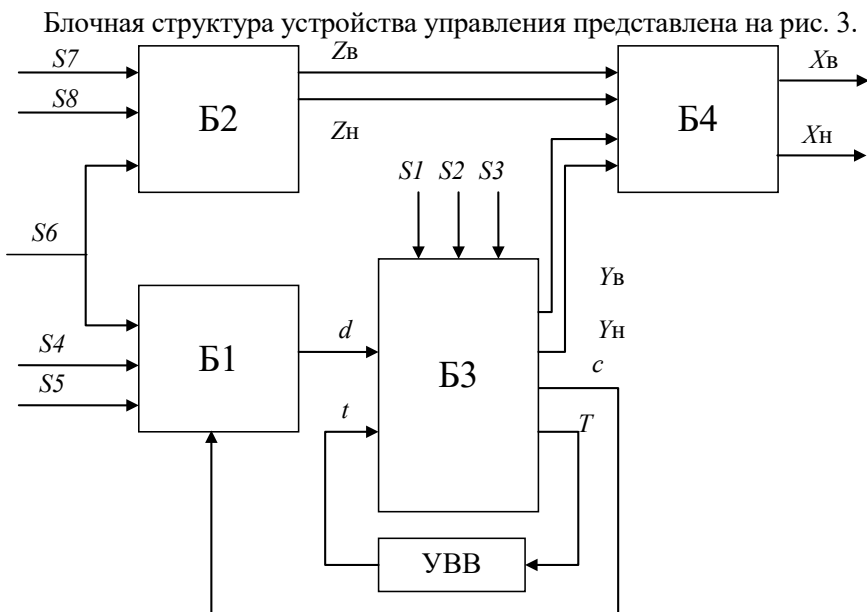 Блочная структура устройства управления представлена на рис. 3.
S7
Zв
Xв
S8
Б2
Б4
Zн
Xн
S1 S2 S3
S6
Yв
Yн
d
S4
Б1
Б3
c
S5
t
T
УВВ